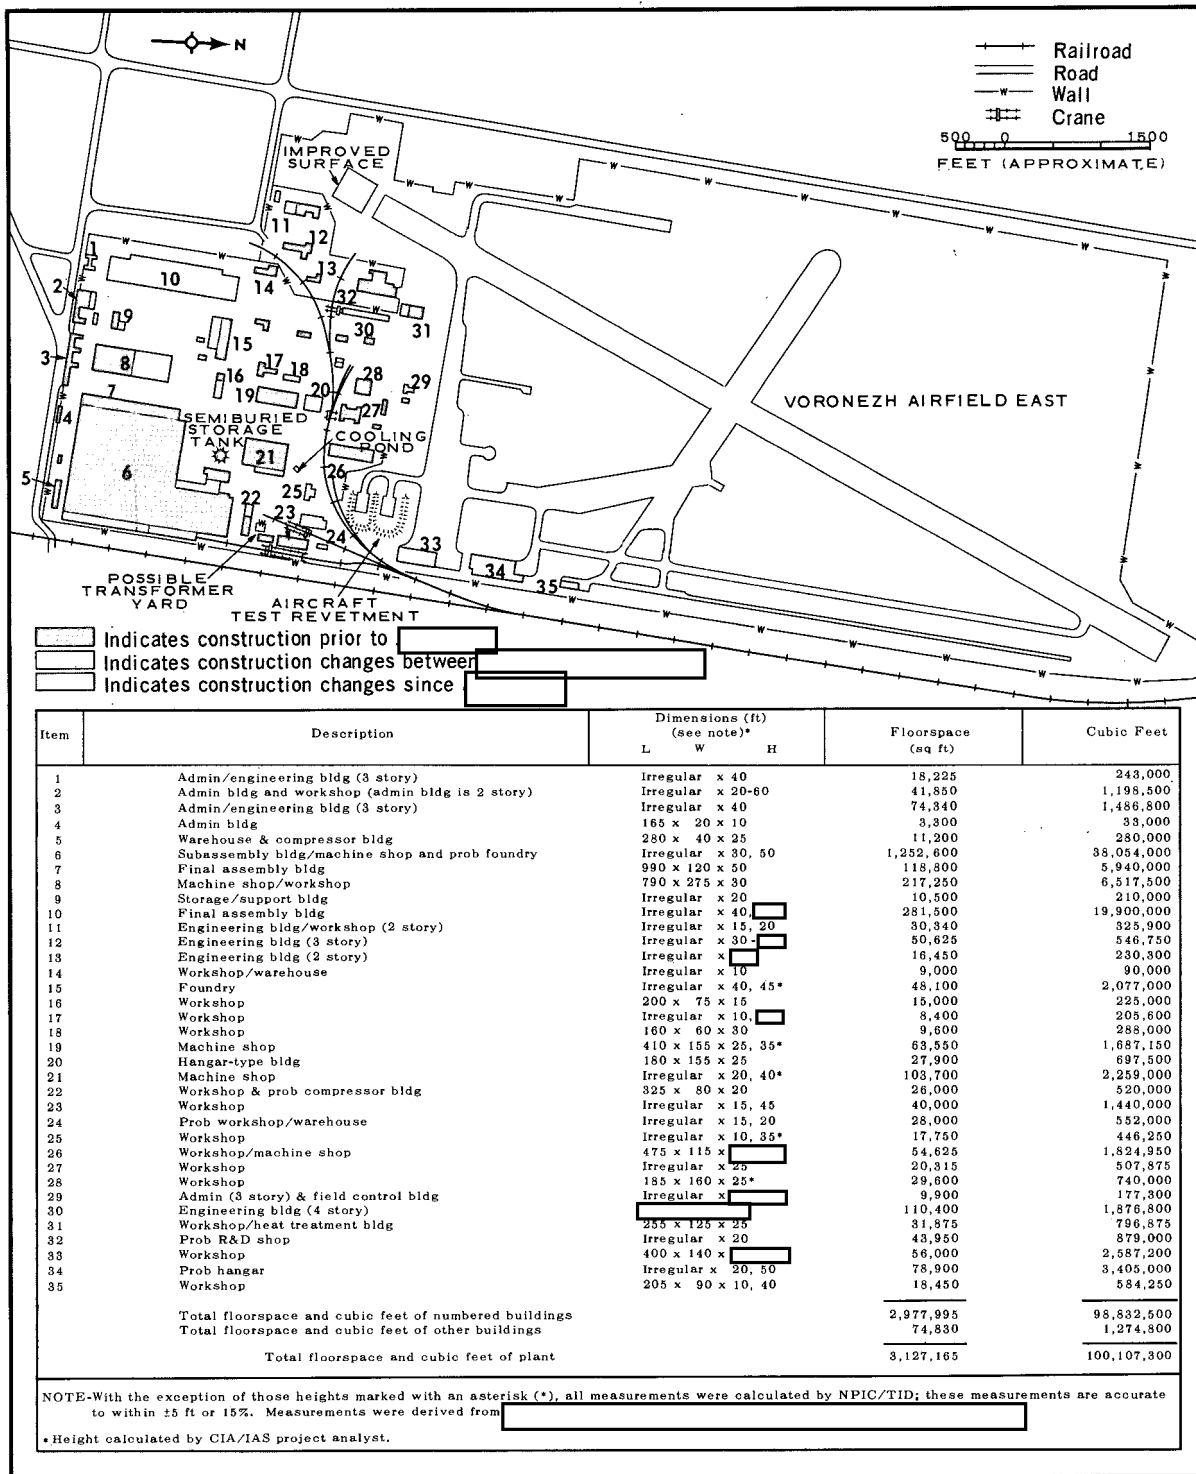 N
Railroad
Road
Wall
Crane
500 0 1500
FEET (APPROXIMATE)
IMPROVED
SURFACE
11
12
13
14
1
2
10
9
3
8
15
16
17
18
19
20
32
30
31
28
29
27
7
4
SEMIBURIED
STORAGE
TANK
COOLING
POND
VORONEZH AIRFIELD EAST
21
6
5
26
25
22
23
24
33
34
35
POSSIBLE
TRANSFORMER
YARD
AIRCRAFT
TEST REVETMENT
Indicates construction prior to
Indicates construction changes between
Indicates construction changes since
Item Description Dimensions (ft) (see note)* L W H Floorspace (sq ft) Cubic Feet
1 Admin/engineering bldg (3 story) Irregular x 40 18,225 243,000
2 Admin bldg and workshop (admin bldg is 2 story) Irregular x 20-60 41,850 1,198,500
3 Admin/engineering bldg (3 story) Irregular x 40 74,340 1,486,800
4 Admin bldg 165 x 20 x 10 3,300 33,000
5 Warehouse & compressor bldg 280 x 40 x 25 11,200 280,000
6 Subassembly bldg/machine shop and prob foundry Irregular x 30, 50 1,252,600 38,054,000
7 Final assembly bldg 990 x 120 x 50 118,800 5,940,000
8 Machine shop/workshop 790 x 275 x 30 217,250 6,517,500
9 Storage/support bldg Irregular x 20 10,500 210,000
10 Final assembly bldg Irregular x 40, 281,500 19,900,000
11 Engineering bldg/workshop (2 story) Irregular x 15, 20 30,340 325,900
12 Engineering bldg (3 story) Irregular x 30- 50,625 546,750
13 Engineering bldg (2 story) Irregular x 16,450 230,300
14 Workshop/warehouse Irregular x 10 9,000 90,000
15 Foundry Irregular x 40, 45* 48,100 2,077,000
16 Workshop 200 x 75 x 15 15,000 225,000
17 Workshop Irregular x 10, 8,400 205,600
18 Workshop 160 x 60 x 30 9,600 288,000
19 Machine shop 410 x 155 x 25, 35* 63,550 1,687,150
20 Hangar-type bldg 180 x 155 x 25 27,900 697,500
21 Machine shop Irregular x 20, 40* 103,700 2,259,000
22 Workshop & prob compressor bldg 325 x 80 x 20 26,000 520,000
23 Workshop Irregular x 15, 45 40,000 1,440,000
24 Prob workshop/warehouse Irregular x 15, 20 28,000 552,000
25 Workshop Irregular x 10, 35* 17,750 446,250
26 Workshop/machine shop 475 x 115 x 54,625 1,824,950
27 Workshop Irregular x 25 20,315 507,875
28 Workshop 185 x 160 x 25* 29,600 740,000
29 Admin (3 story) & field control bldg Irregular x 9,900 177,300
30 Engineering bldg (4 story) 110,400 1,876,800
31 Workshop/heat treatment bldg 255 x 125 x 25 31,875 796,875
32 Prob R&D shop Irregular x 20 43,950 879,000
33 Workshop 400 x 140 x 56,000 2,587,200
34 Prob hangar Irregular x 20, 50 78,900 3,405,000
35 Workshop 205 x 90 x 10, 40 18,450 584,250
Total floorspace and cubic feet of numbered buildings 2,977,995 98,832,500
Total floorspace and cubic feet of other buildings 74,830 1,274,800
Total floorspace and cubic feet of plant 3,127,165 100,107,300
NOTE-With the exception of those heights marked with an asterisk (*), all measurements were calculated by NPIC/TID; these measurements are accurate
to within ±5 ft or 15%. Measurements were derived from
* Height calculated by CIA/IAS project analyst.